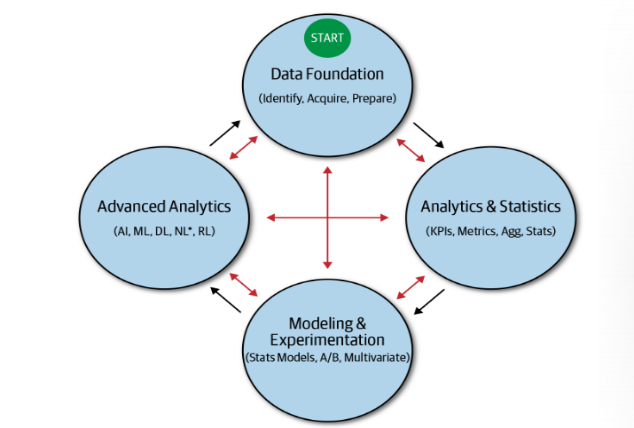 START
Data Foundation
(Identify, Acquire, Prepare)
Advanced Analytics
(AI, ML, DL, NL*, RL)
Analytics & Statistics
(KPIs, Metrics, Agg, Stats)
Modeling &
Experimentation
(Stats Models, A/B, Multivariate)